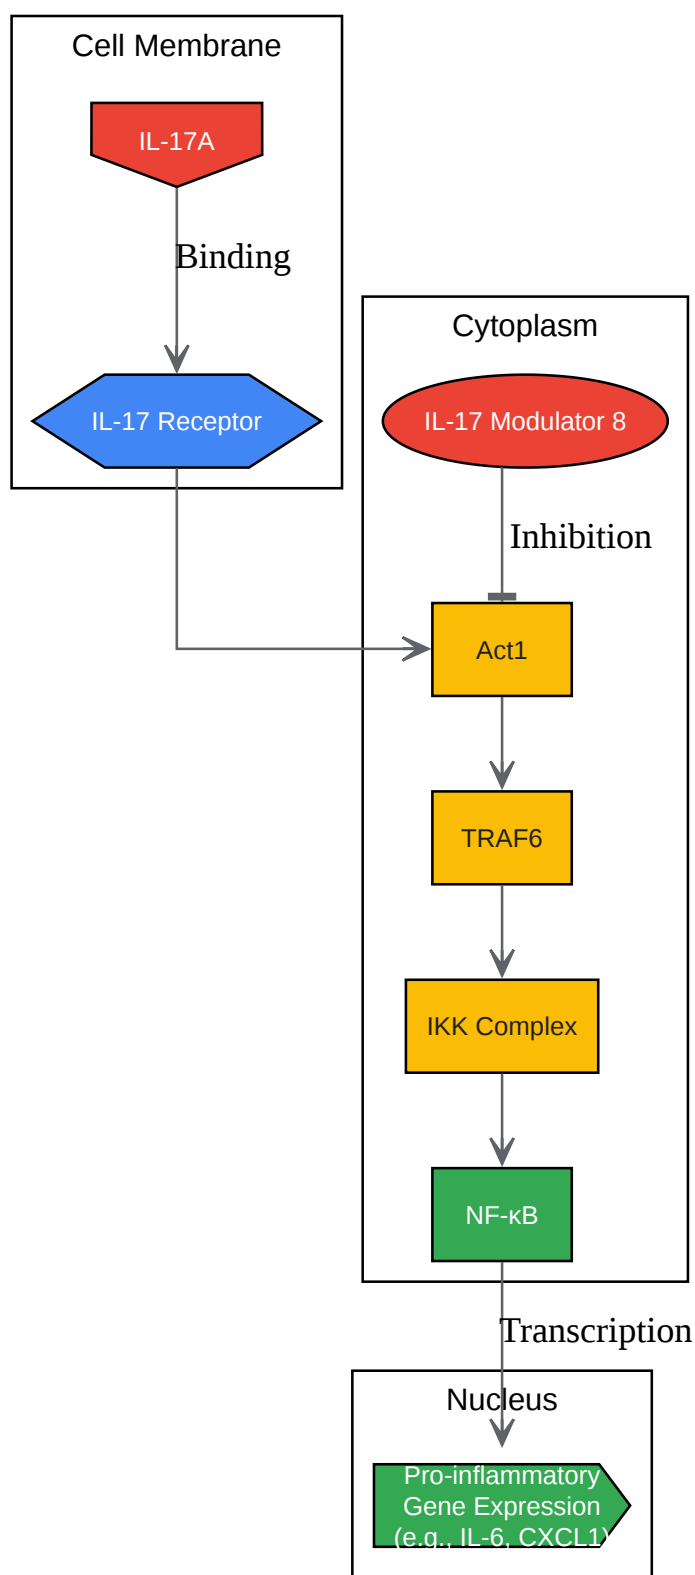 Cell Membrane
IL-17A
Binding
IL-17 Receptor
Cytoplasm
IL-17 Modulator 8
Inhibition
Act1
TRAF6
IKK Complex
NF-κB
Transcription
Nucleus
Pro-inflammatory
Gene Expression
(e.g., IL-6, CXCL1)